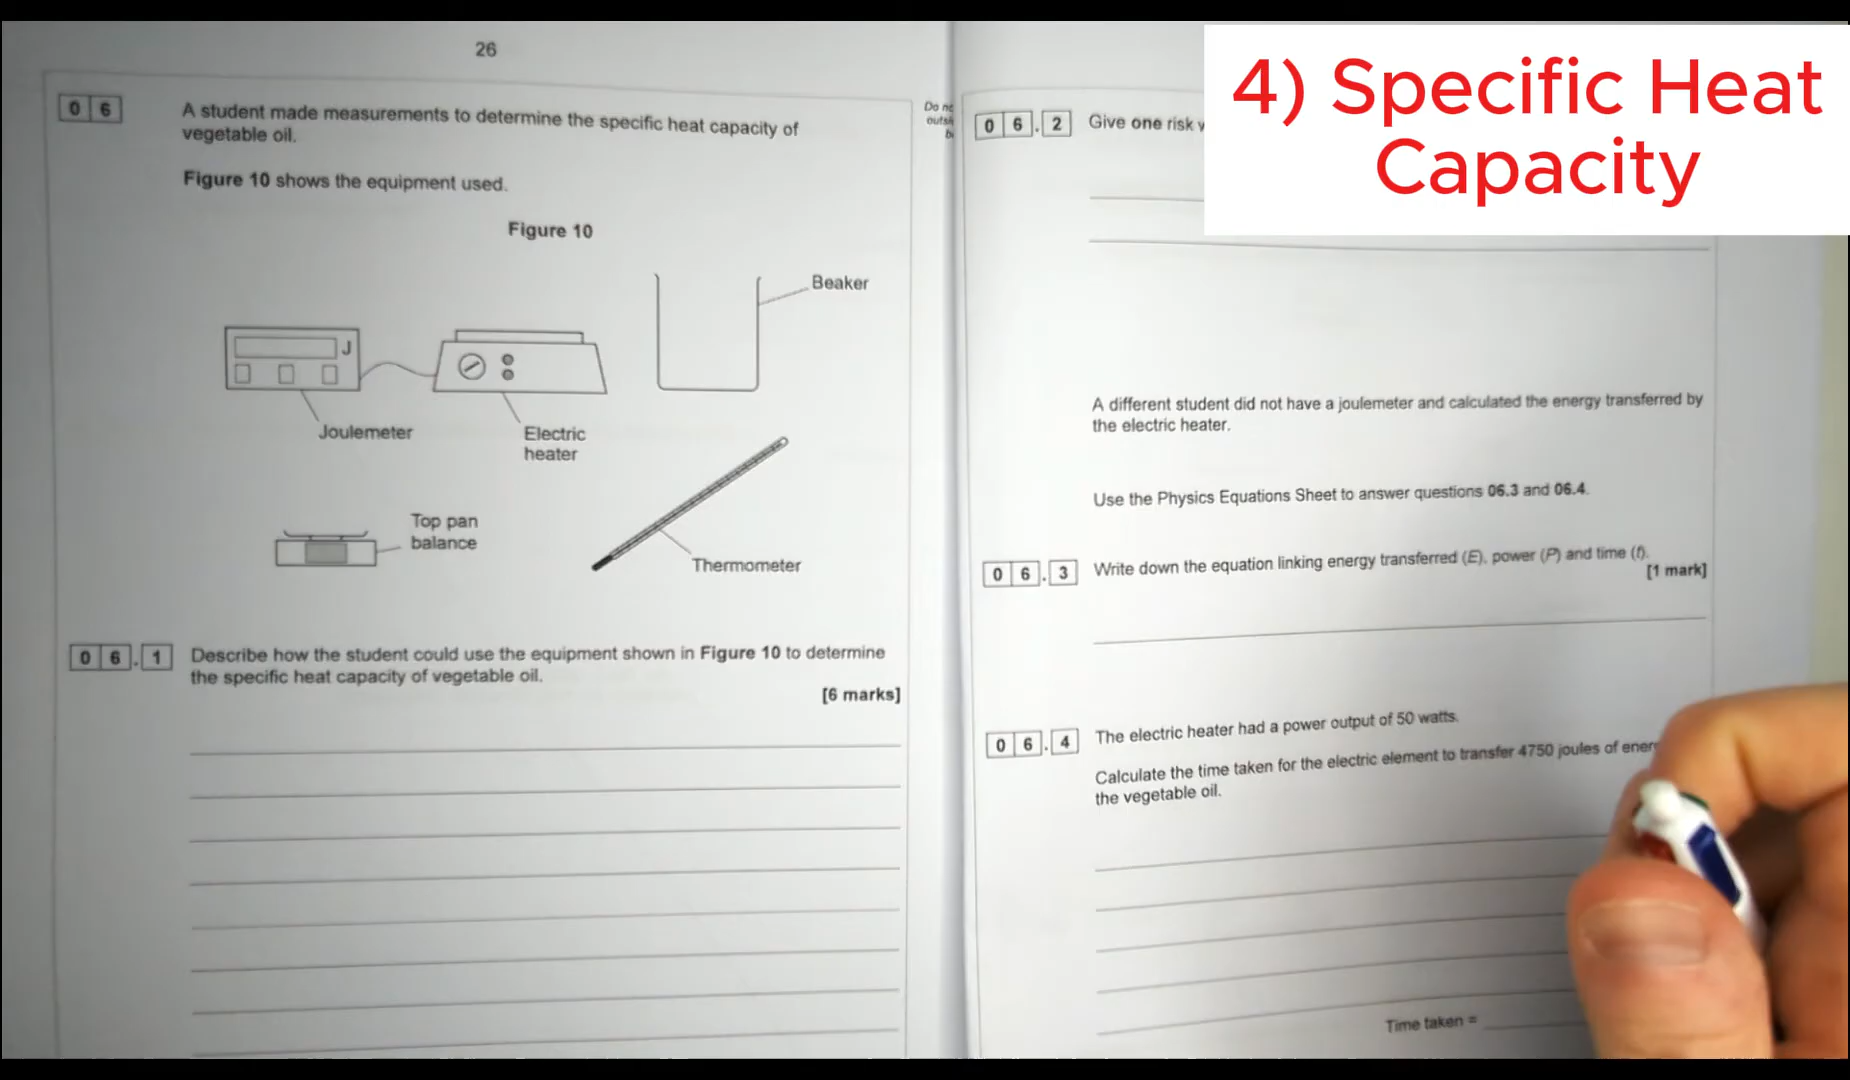 26
0 6
A student made measurements to determine the specific heat capacity of
vegetable oil.
Figure 10 shows the equipment used.
Figure 10
Beaker
J
Joulemeter
Electric
heater
Top pan
balance
Thermometer
0 6 . 1
Describe how the student could use the equipment shown in Figure 10 to determine
the specific heat capacity of vegetable oil.
[6 marks]
Do
4) Specific Heat
Capacity
0 6 . 2
Give one risk
A different student did not have a joulemeter and calculated the energy transferred by
the electric heater.
Use the Physics Equations Sheet to answer questions 06.3 and 06.4.
0 6 . 3
Write down the equation linking energy transferred (E), power (P) and time (t).
[1 mark]
0 6 . 4
The electric heater had a power output of 50 watts.
Calculate the time taken for the electric element to transfer 4750 joules of
the vegetable oil.
Time taken =